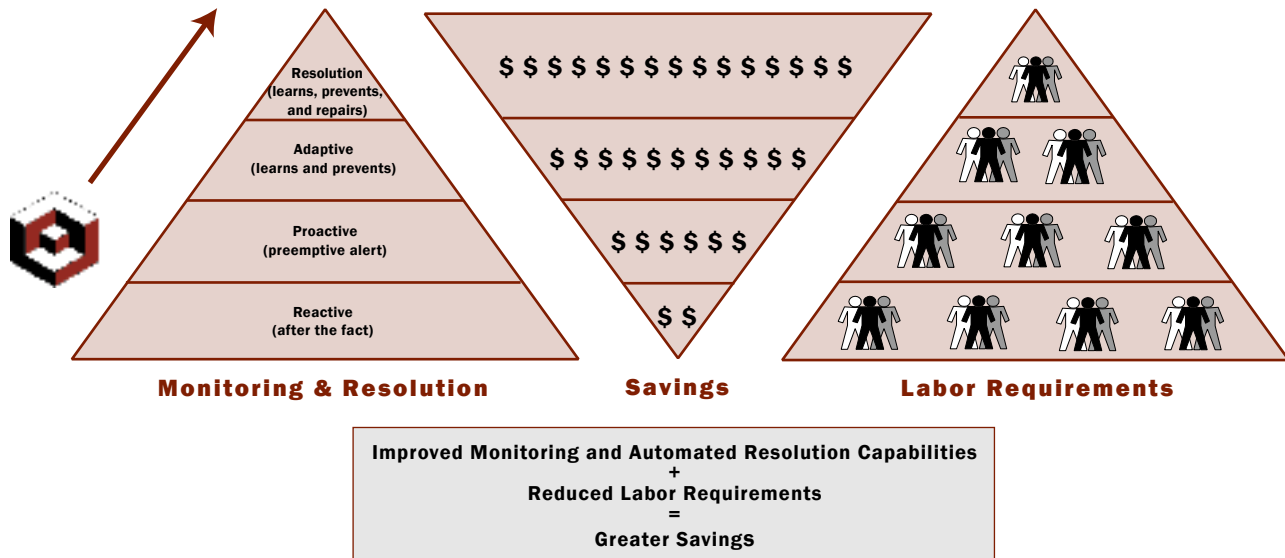 Resolution
(learns, prevents,
and repairs)
Adaptive
(learns and prevents)
Proactive
(preemptive alert)
Reactive
(after the fact)
Monitoring & Resolution
$ $ $ $ $ $ $ $ $ $ $ $ $ $ $
$ $ $ $ $ $ $ $ $ $ $
$ $ $ $ $ $
$ $
Savings
Labor Requirements
Improved Monitoring and Automated Resolution Capabilities
+
Reduced Labor Requirements
=
Greater Savings